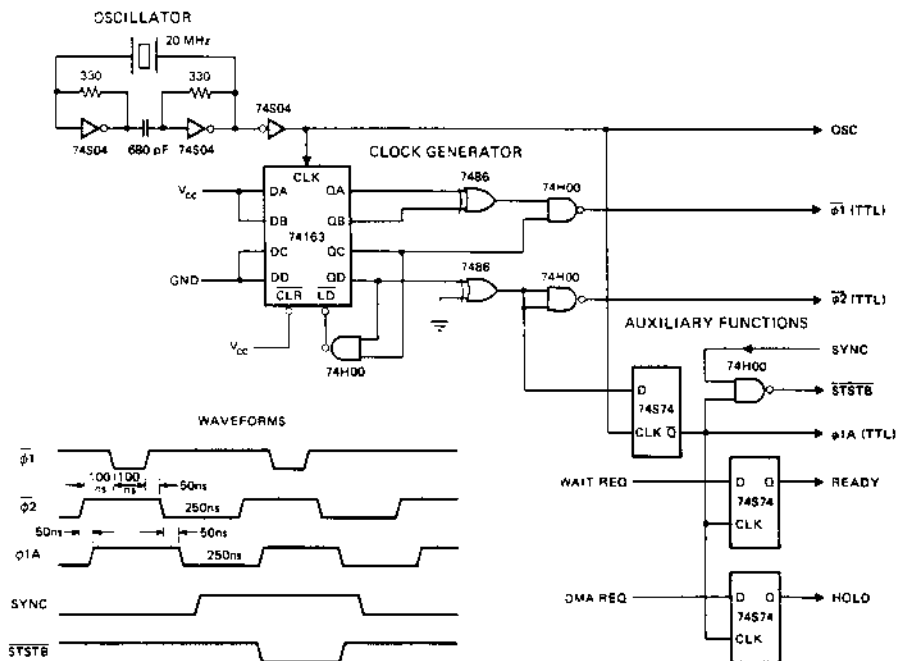 OSCILLATOR
20 MHz
330
330
74S04
74S04
680 pF
74S04
OSC
CLOCK GENERATOR
CLK
VCC
DA
QA
DB
QB
74163
DC
QC
GND
DD
QD
CLR
LD
VCC
74H00
7486
74H00
φ1 (TTL)
7486
74H00
φ2 (TTL)
AUXILIARY FUNCTIONS
SYNC
74H00
STSTB
D
74S74
CLK Q
φ1A (TTL)
WAIT REQ
D Q
READY
74S74
CLK
DMA REQ
D Q
HOLD
74S74
CLK
WAVEFORMS
φ1
100 ns
100 ns
50ns
φ2
250ns
50ns
50ns
φ1A
250ns
SYNC
STSTB